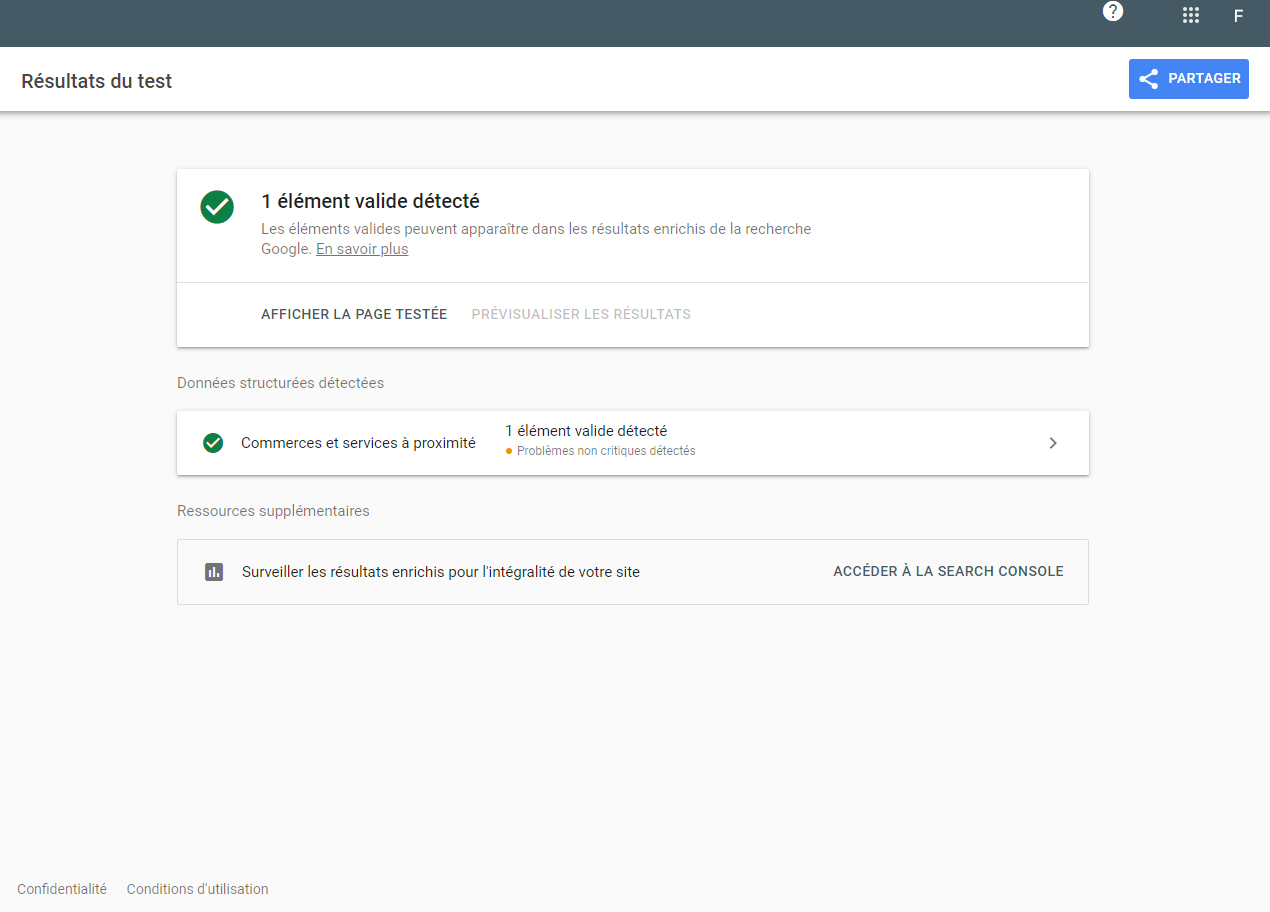 ?
F
Résultats du test
PARTAGER
1 élément valide détecté
Les éléments valides peuvent apparaître dans les résultats enrichis de la recherche
Google. En savoir plus
AFFICHER LA PAGE TESTÉE PRÉVISUALISER LES RÉSULTATS
Données structurées détectées
Commerces et services à proximité
1 élément valide détecté
Problèmes non critiques détectés
Ressources supplémentaires
Surveiller les résultats enrichis pour l'intégralité de votre site
ACCÉDER À LA SEARCH CONSOLE
Confidentialité Conditions d'utilisation